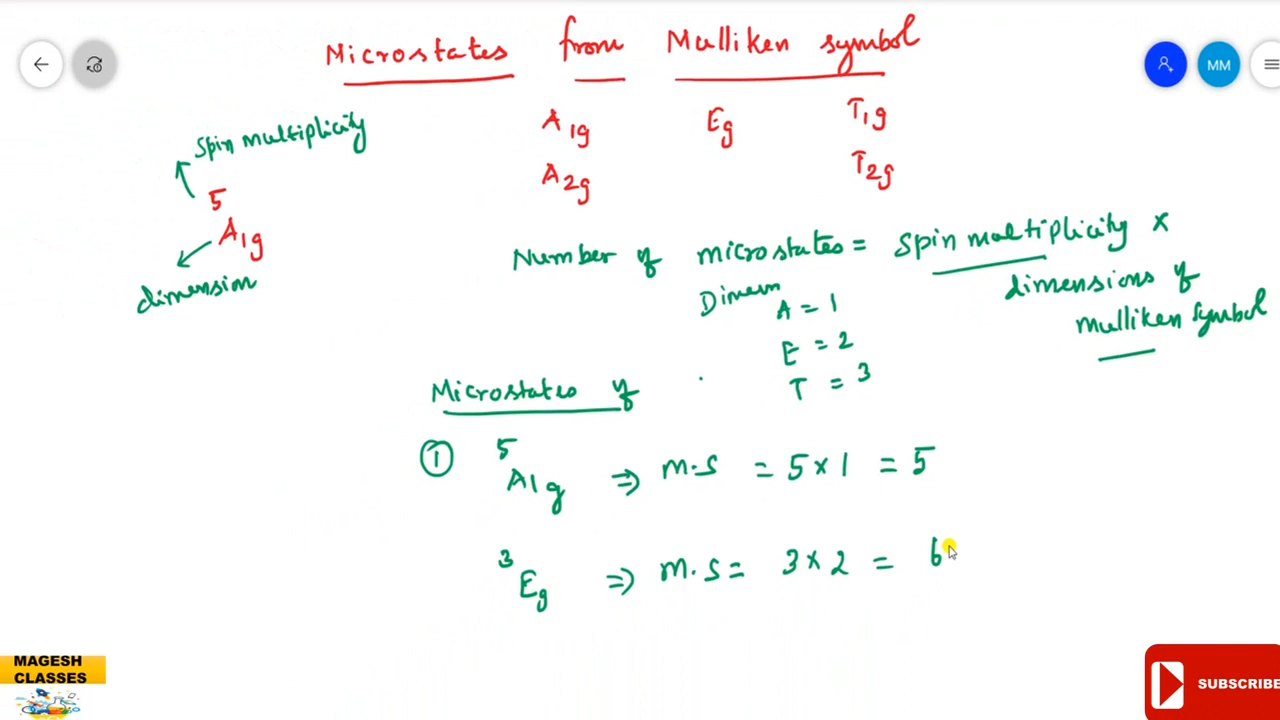 Microstates from Mulliken symbol
MM
Spin multiplicity
5
A1g
dimension
A1g Eg T1g
A2g T2g
Number of microstates = Spin multiplicity ×
dimensions of
mulliken symbol
Dimem
A = 1
E = 2
T = 3
Microstates of
① 5A1g ⇒ M.S = 5 × 1 = 5
3Eg ⇒ M.S = 3 × 2 = 6
MAGESH
CLASSES
SUBSCRIBE